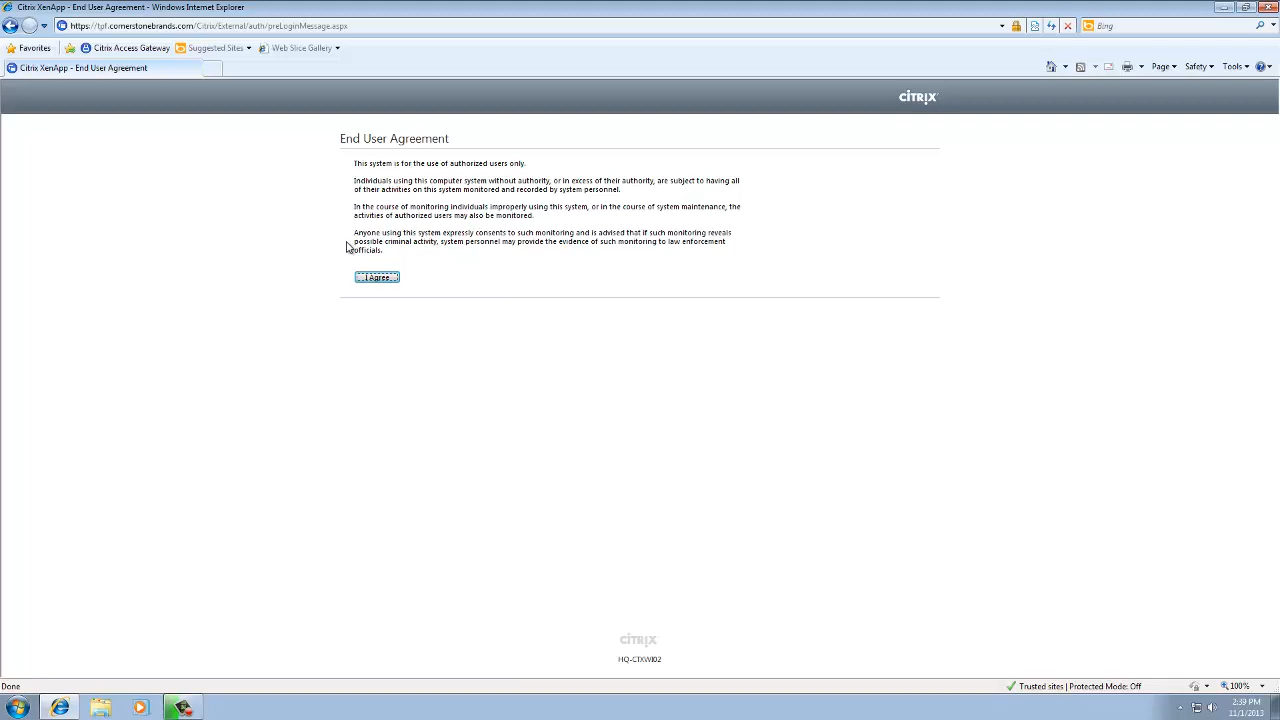 Citrix XenApp - End User Agreement - Windows Internet Explorer
https://tpf.cornerstonebrands.com/Citrix/External/auth/preLoginMessage.aspx
Bing
Favorites
Citrix Access Gateway
Suggested Sites
Web Slice Gallery
Citrix XenApp - End User Agreement
Page
Safety
Tools
CITRIX
End User Agreement
This system is for the use of authorized users only.
Individuals using this computer system without authority, or in excess of their authority, are subject to having all
of their activities on this system monitored and recorded by system personnel.
In the course of monitoring individuals improperly using this system, or in the course of system maintenance, the
activities of authorized users may also be monitored.
Anyone using this system expressly consents to such monitoring and is advised that if such monitoring reveals
possible criminal activity, system personnel may provide the evidence of such monitoring to law enforcement
officials.
I Agree
CITRIX
HQ-CTXWI02
Done
Trusted sites | Protected Mode: Off
100%
2:39 PM
11/1/2013